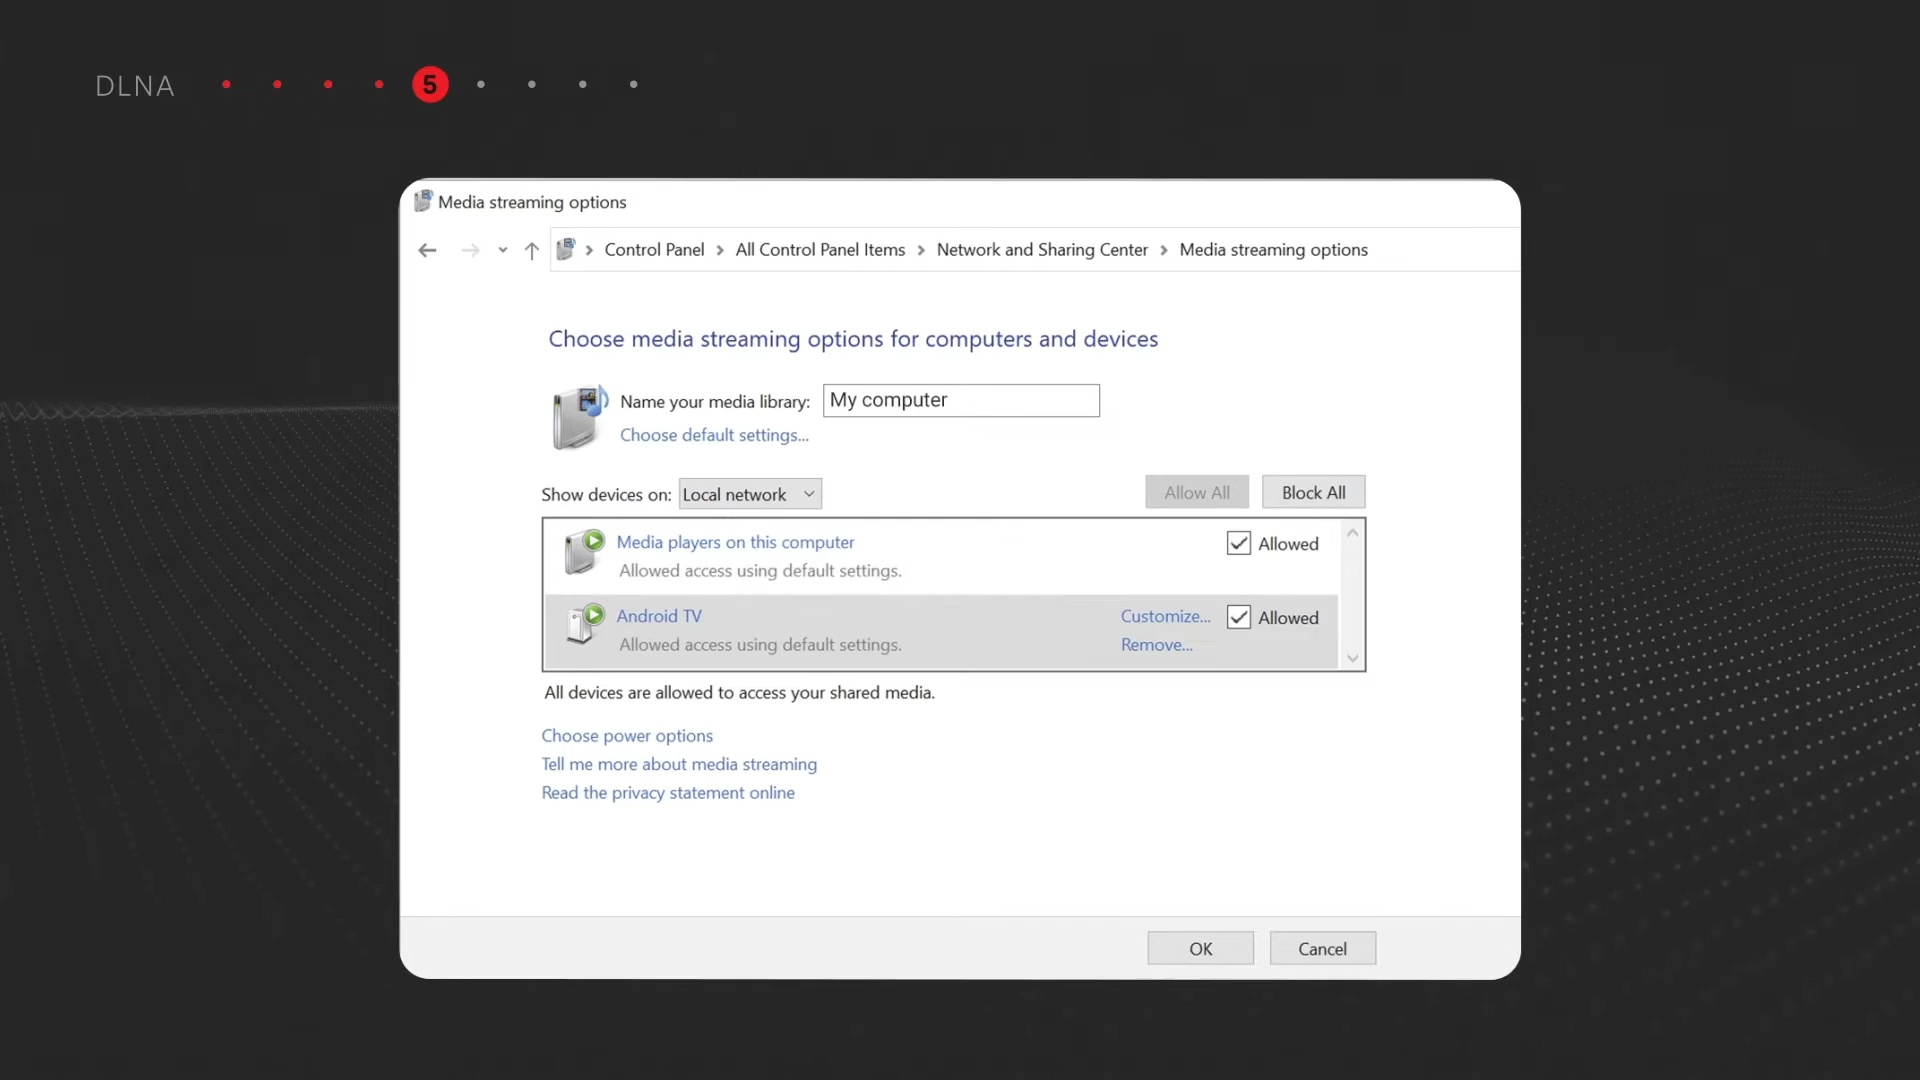 DLNA 5
Media streaming options
Control Panel All Control Panel Items Network and Sharing Center Media streaming options
Choose media streaming options for computers and devices
Name your media library: My computer
Choose default settings...
Show devices on: Local network Allow All Block All
Media players on this computer Allowed
Allowed access using default settings.
Android TV Customize... Allowed
Allowed access using default settings. Remove...
All devices are allowed to access your shared media.
Choose power options
Tell me more about media streaming
Read the privacy statement online
OK Cancel